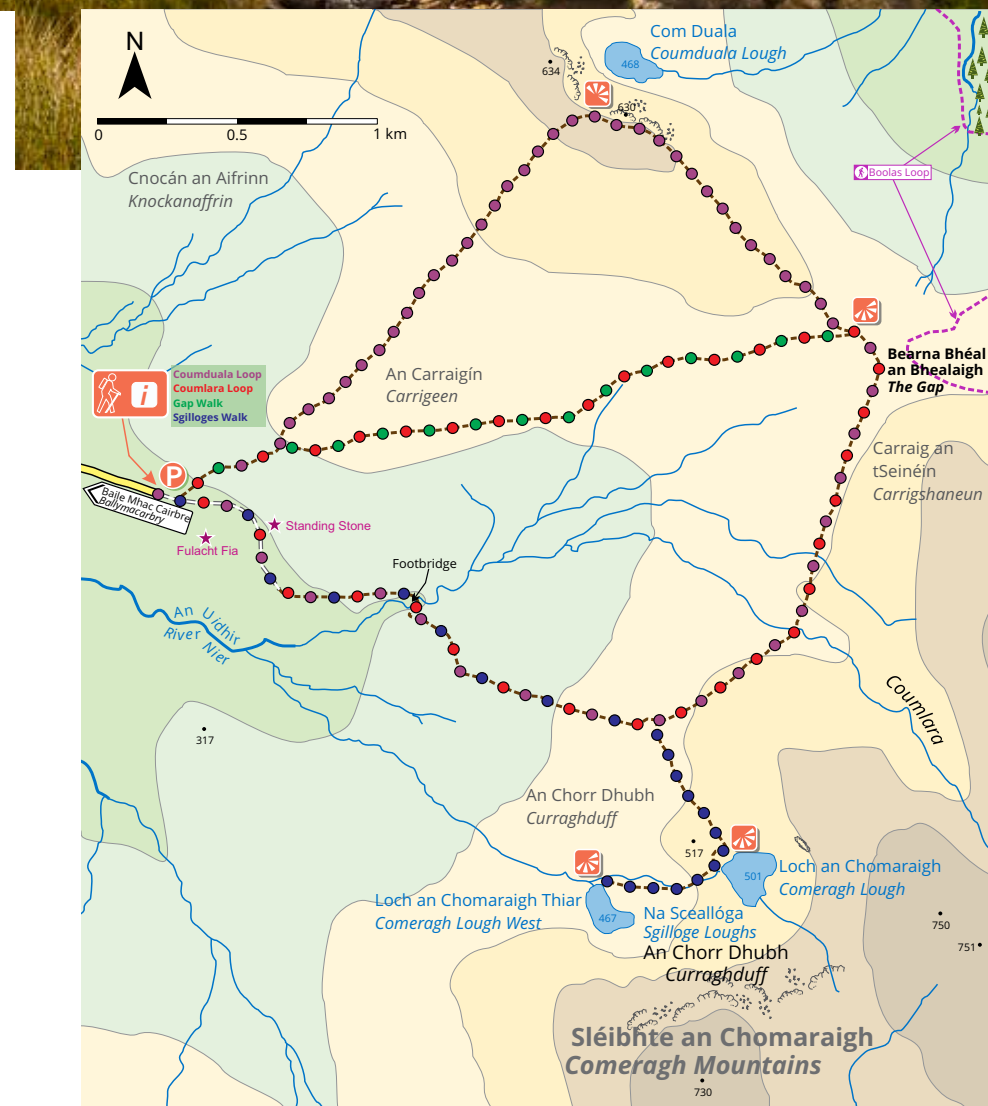 N
0 0.5 1 km
Com Duala
Coumduala Lough
468
634
630
Cnocán an Aifrinn
Knockanaffrin
Boolas Loop
Bearna Bhéal
an Bhealaigh
The Gap
i
Coumduala Loop
Coumlara Loop
Gap Walk
Sgilloges Walk
An Carraigín
Carrigeen
Carraig an
tSeinéin
Carrigshaneun
P
Baile Mhac Cairbre
Ballymacarbry
Standing Stone
Fulacht Fia
Footbridge
An Uidhir
River Nier
Coumlara
317
An Chorr Dhubh
Curraghduff
517
501
Loch an Chomaraigh
Comeragh Lough
Loch an Chomaraigh Thiar
Comeragh Lough West
467
Na Sceallóga
Sgilloge Loughs
An Chorr Dhubh
Curraghduff
750
751
Sléibhte an Chomaraigh
Comeragh Mountains
730